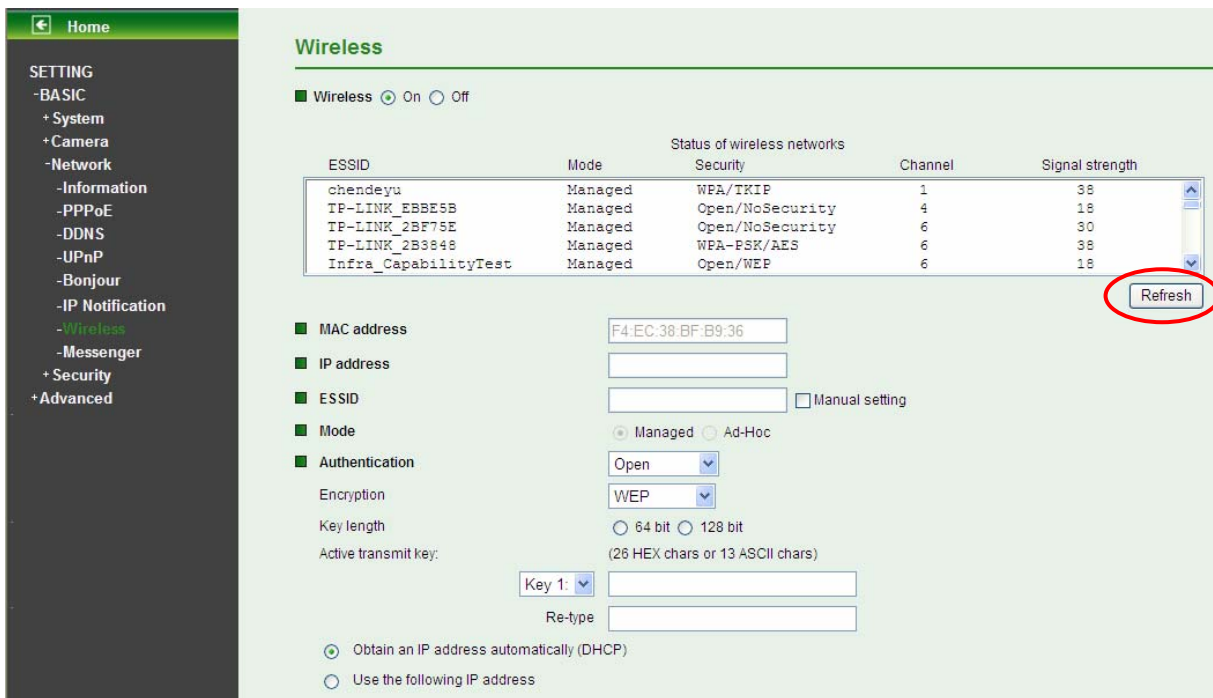 Home
SETTING
-BASIC
+System
+Camera
-Network
-Information
-PPPoE
-DDNS
-UPnP
-Bonjour
-IP Notification
-Wireless
-Messenger
+Security
+Advanced
Wireless
Wireless On Off
Status of wireless networks
ESSID Mode Security Channel Signal strength
chendeyu Managed WPA/TKIP 1 38
TP-LINK_EBBE5B Managed Open/NoSecurity 4 18
TP-LINK_2BF75E Managed Open/NoSecurity 6 30
TP-LINK_2B3848 Managed WPA-PSK/AES 6 38
Infra_CapabilityTest Managed Open/WEP 6 18
Refresh
MAC address F4:EC:38:BF:B9:36
IP address
ESSID Manual setting
Mode Managed Ad-Hoc
Authentication Open
Encryption WEP
Key length 64 bit 128 bit
Active transmit key: (26 HEX chars or 13 ASCII chars)
Key 1:
Re-type
Obtain an IP address automatically (DHCP)
Use the following IP address